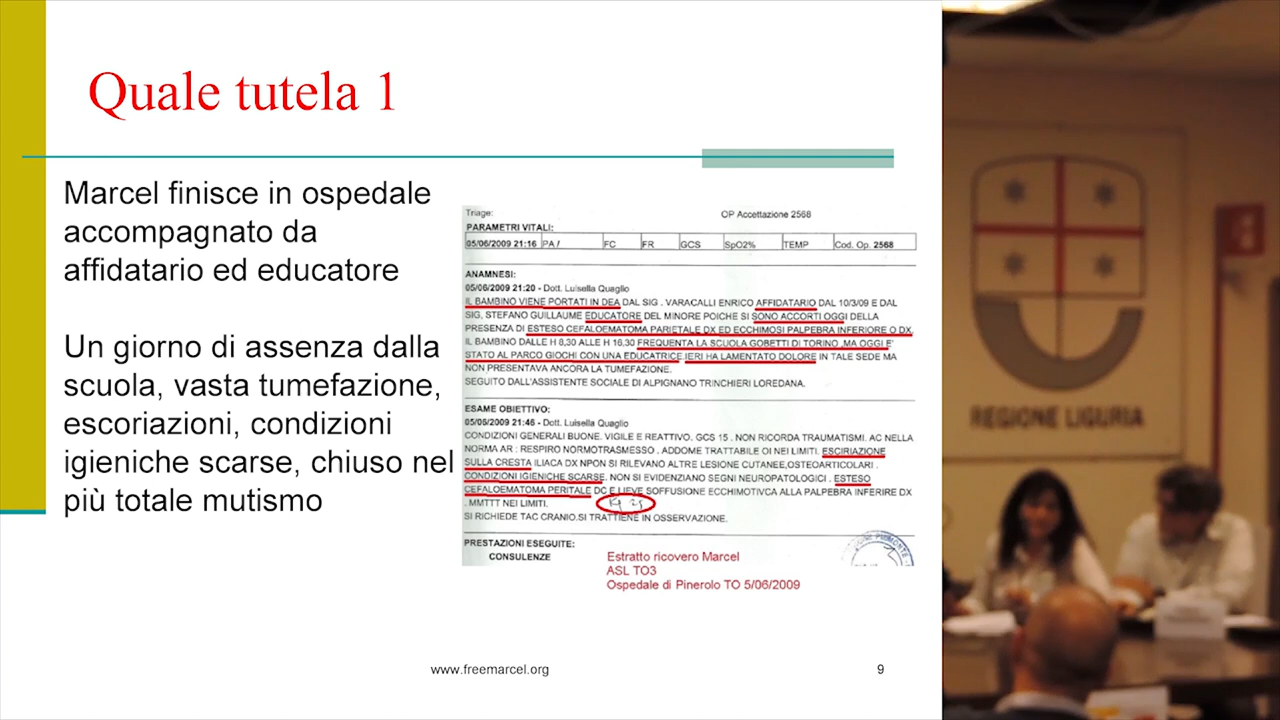 Quale tutela 1
Marcel finisce in ospedale
accompagnato da
affidatario ed educatore
Un giorno di assenza dalla
scuola, vasta tumefazione,
escoriazioni, condizioni
igieniche scarse, chiuso nel
più totale mutismo
Triage:
OP Accettazione 2568
PARAMETRI VITALI:
05/06/2009 21:16 PA / FC FR GCS SpO2% TEMP Cod. Op. 2568
ANAMNESI:
05/06/2009 21:20 - Dott. Luisella Quaglio
IL BAMBINO VIENE PORTATI IN DEA DAL SIG . VARACALLI ENRICO AFFIDATARIO DAL 10/3/09 E DAL
SIG, STEFANO GUILLAUME EDUCATORE DEL MINORE POICHE SI SONO ACCORTI OGGI DELLA
PRESENZA DI ESTESO CEFALOEMATOMA PARIETALE DX ED ECCHIMOSI PALPEBRA INFERIORE O DX.
IL BAMBINO DALLE H 8,30 ALLE H 16,30 FREQUENTA LA SCUOLA GOBETTI DI TORINO ,MA OGGI E'
STATO AL PARCO GIOCHI CON UNA EDUCATRICE .IERI HA LAMENTATO DOLORE IN TALE SEDE MA
NON PRESENTAVA ANCORA LA TUMEFAZIONE.
SEGUITO DALL'ASSISTENTE SOCIALE DI ALPIGNANO TRINCHIERI LOREDANA.
ESAME OBIETTIVO:
05/06/2009 21:46 - Dott. Luisella Quaglio
CONDIZIONI GENERALI BUONE. VIGILE E REATTIVO. GCS 15 . NON RICORDA TRAUMATISMI. AC NELLA
NORMA AR : RESPIRO NORMOTRASMESSO . ADDOME TRATTABILE OI NEI LIMITI. ESCIRIAZIONE
SULLA CRESTA ILIACA DX NPON SI RILEVANO ALTRE LESIONE CUTANEE,OSTEOARTICOLARI .
CONDIZIONI IGIENICHE SCARSE. NON SI EVIDENZIANO SEGNI NEUROPATOLOGICI . ESTESO
CEFALOEMATOMA PERITALE DC E LIEVE SOFFUSIONE ECCHIMOTIVCA ALLA PALPEBRA INFERIRE DX
. MMTTT NEI LIMITI.
SI RICHIEDE TAC CRANIO.SI TRATTIENE IN OSSERVAZIONE.
PRESTAZIONI ESEGUITE:
CONSULENZE
Estratto ricovero Marcel
ASL TO3
Ospedale di Pinerolo TO 5/06/2009
www.freemarcel.org
9
REGIONE LIGURIA